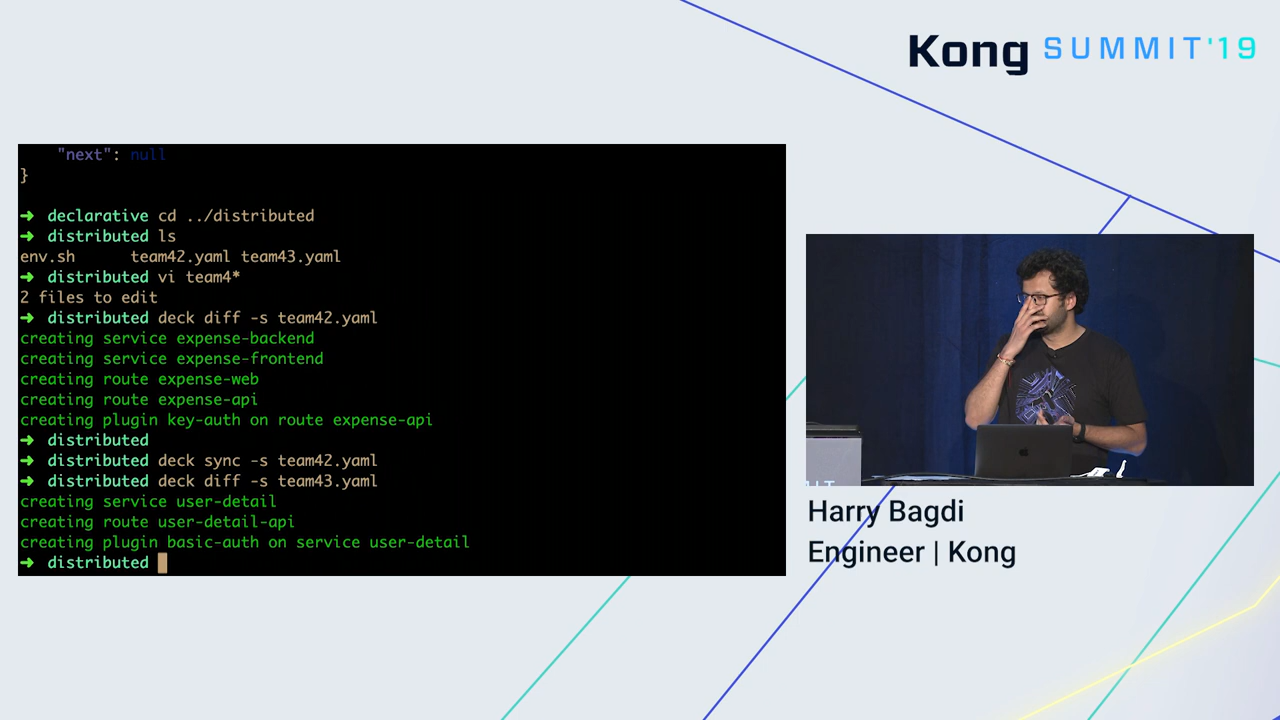 Kong SUMMIT'19
"next": null
}
➜ declarative cd ../distributed
➜ distributed ls
env.sh team42.yaml team43.yaml
➜ distributed vi team4*
2 files to edit
➜ distributed deck diff -s team42.yaml
creating service expense-backend
creating service expense-frontend
creating route expense-web
creating route expense-api
creating plugin key-auth on route expense-api
➜ distributed
➜ distributed deck sync -s team42.yaml
➜ distributed deck diff -s team43.yaml
creating service user-detail
creating route user-detail-api
creating plugin basic-auth on service user-detail
➜ distributed
Harry Bagdi
Engineer | Kong